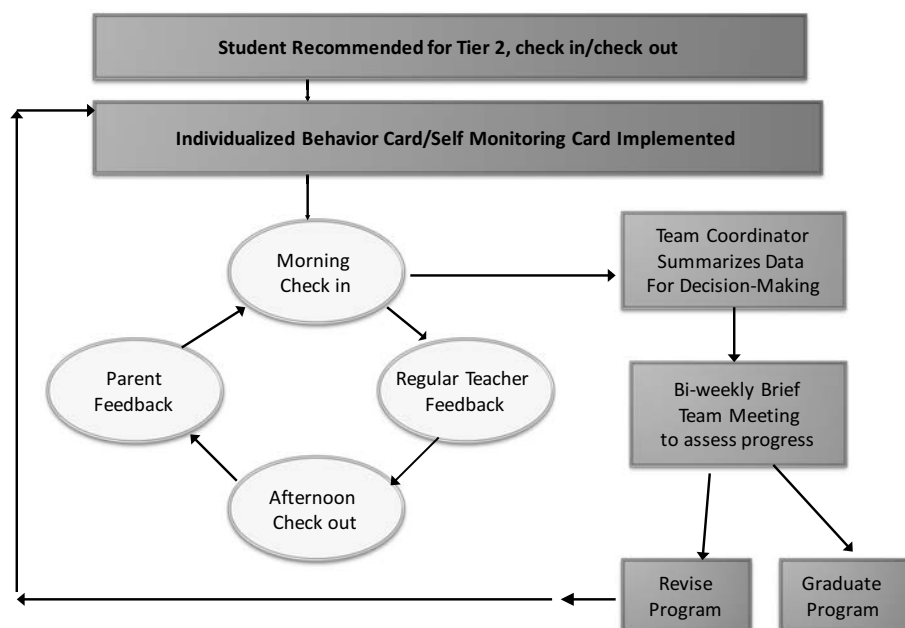 Student Recommended for Tier 2, check in/check out
Individualized Behavior Card/Self Monitoring Card Implemented
Morning
Check in
Team Coordinator
Summarizes Data
For Decision-Making
Parent
Feedback
Regular Teacher
Feedback
Bi-weekly Brief
Team Meeting
to assess progress
Afternoon
Check out
Revise
Program
Graduate
Program